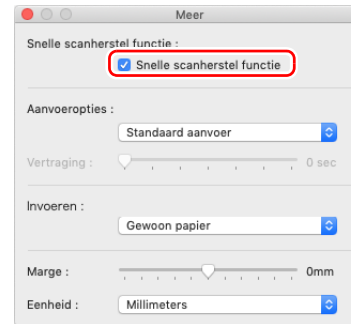 Meer
Snelle scanherstel functie :
Snelle scanherstel functie
Aanvoeropties :
Standaard aanvoer
Vertraging : 0 sec
Invoeren :
Gewoon papier
Marge : 0mm
Eenheid : Millimeters